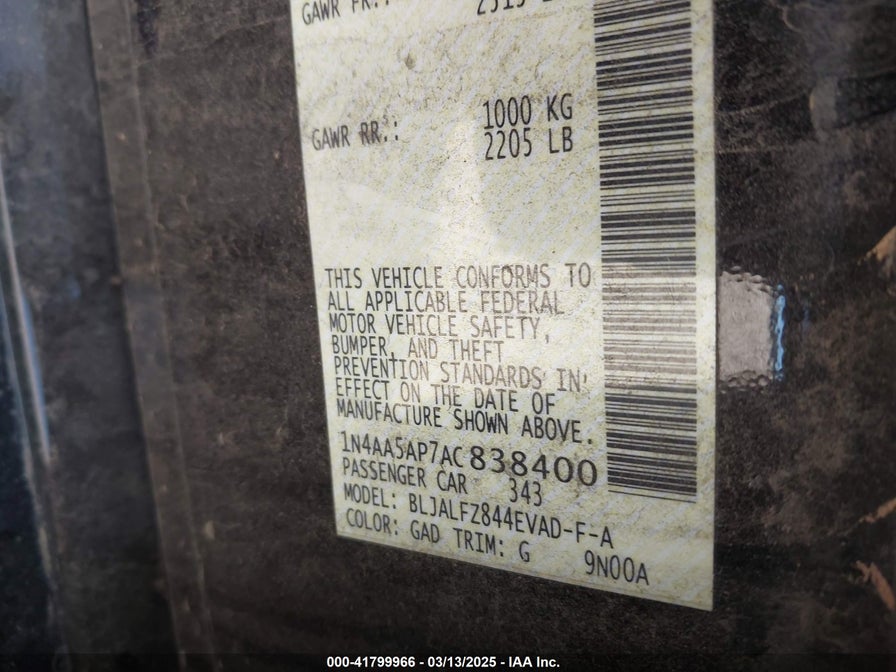 GAWR FR.:
GAWR RR.: 1000 KG
2205 LB
THIS VEHICLE CONFORMS TO
ALL APPLICABLE FEDERAL
MOTOR VEHICLE SAFETY,
BUMPER, AND THEFT
PREVENTION STANDARDS IN
EFFECT ON THE DATE OF
MANUFACTURE SHOWN ABOVE.
1N4AA5AP7AC838400
PASSENGER CAR 343
MODEL: BLJALFZ844EVAD-F-A
COLOR: GAD TRIM: G 9N00A
000-41799966 - 03/13/2025 - IAA Inc.